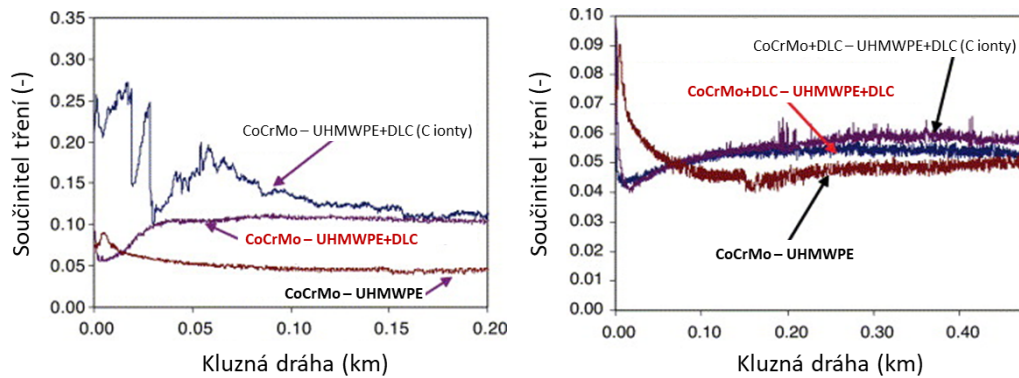 0.35
0.30
0.25
0.20
0.15
0.10
0.05
0.00
Součinitel tření (-)
CoCrMo – UHMWPE+DLC (C ionty)
CoCrMo – UHMWPE+DLC
CoCrMo – UHMWPE
0.00 0.05 0.10 0.15 0.20
Kluzná dráha (km)
0.10
0.09
0.08
0.07
0.06
0.05
0.04
0.03
0.02
0.01
0.00
Součinitel tření (-)
CoCrMo+DLC – UHMWPE+DLC (C ionty)
CoCrMo+DLC – UHMWPE+DLC
CoCrMo – UHMWPE
0.00 0.10 0.20 0.30 0.40
Kluzná dráha (km)